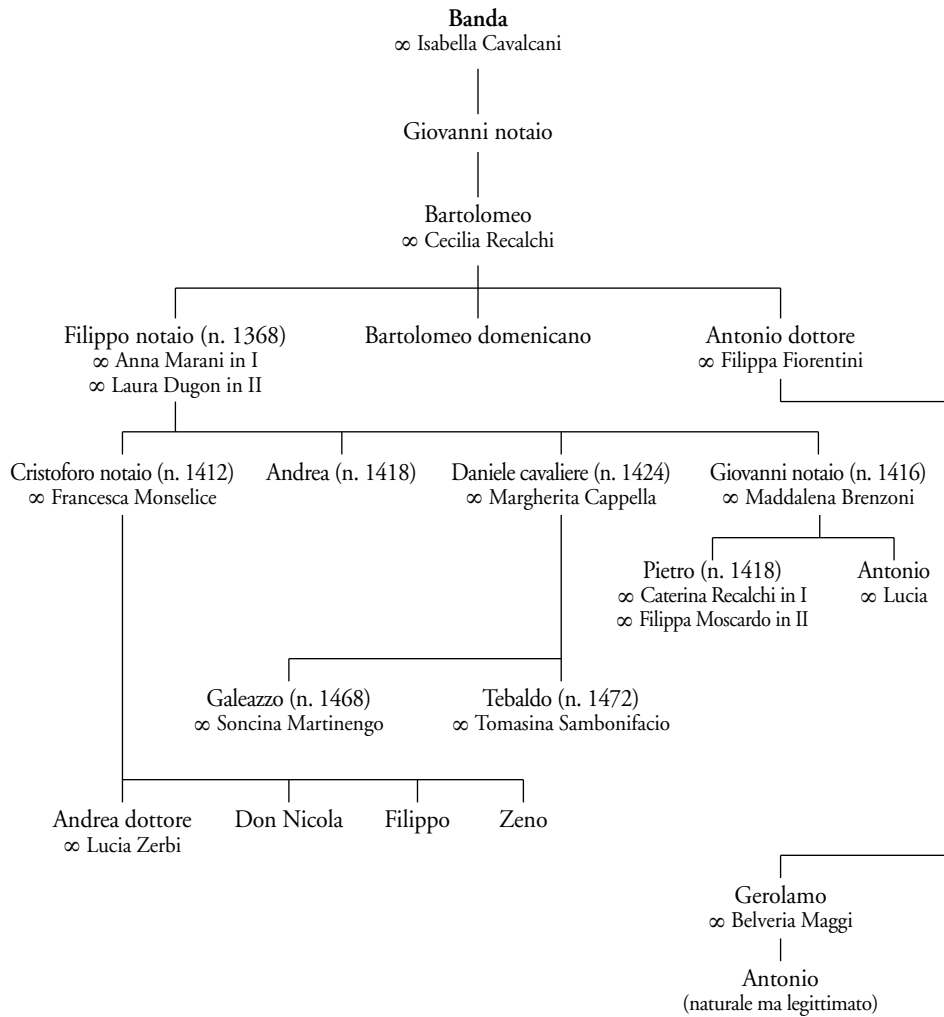 Banda
∞ Isabella Cavalcani
Giovanni notaio
Bartolomeo
∞ Cecilia Recalchi
Filippo notaio (n. 1368)
∞ Anna Marani in I
∞ Laura Dugon in II
Bartolomeo domenicano
Antonio dottore
∞ Filippa Fiorentini
Cristoforo notaio (n. 1412)
∞ Francesca Monselice
Andrea (n. 1418)
Daniele cavaliere (n. 1424)
∞ Margherita Cappella
Giovanni notaio (n. 1416)
∞ Maddalena Brenzoni
Pietro (n. 1418)
∞ Caterina Recalchi in I
∞ Filippa Moscardo in II
Antonio
∞ Lucia
Galeazzo (n. 1468)
∞ Soncina Martinengo
Tebaldo (n. 1472)
∞ Tomasina Sambonifacio
Andrea dottore
∞ Lucia Zerbi
Don Nicola
Filippo
Zeno
Gerolamo
∞ Belveria Maggi
Antonio
(naturale ma legittimato)